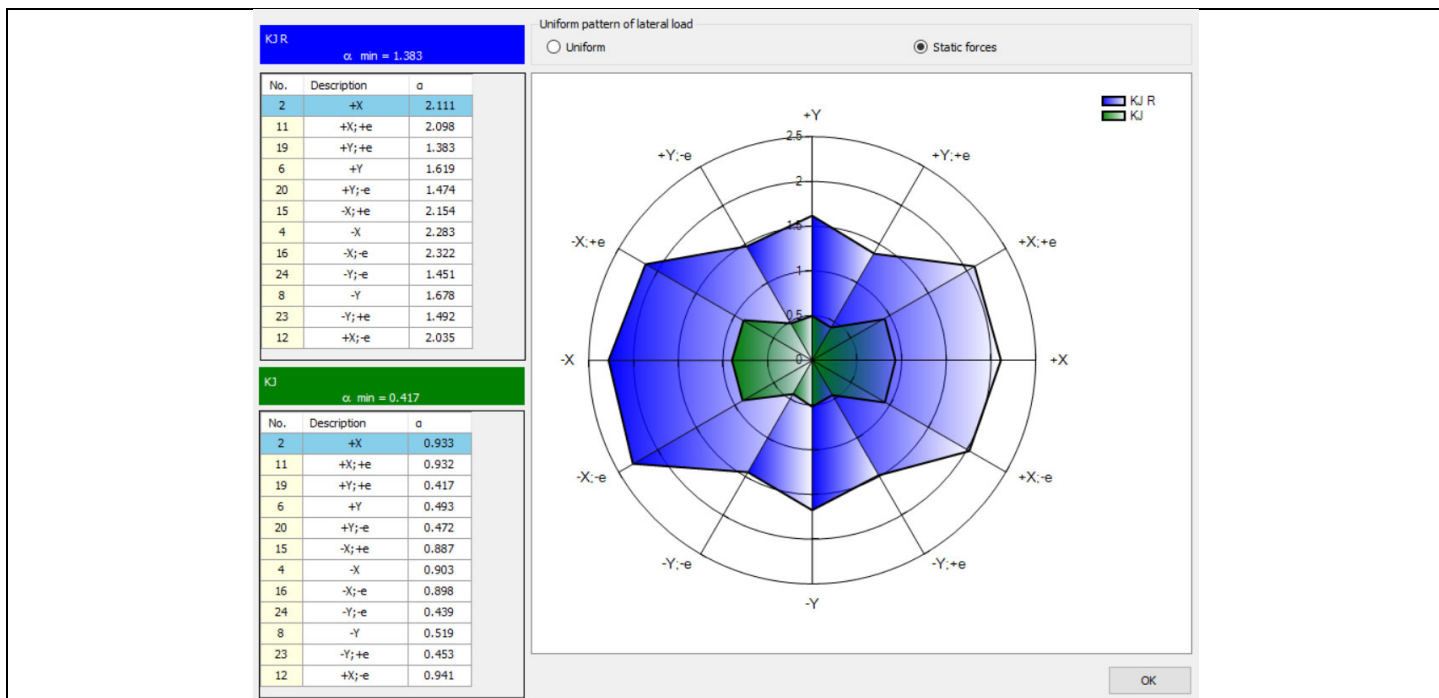 KJ R
α min = 1.383
No. Description α
2 +X 2.111
11 +X;+e 2.098
19 +Y;+e 1.383
6 +Y 1.619
20 +Y;-e 1.474
15 -X;+e 2.154
4 -X 2.283
16 -X;-e 2.322
24 -Y;-e 1.451
8 -Y 1.678
23 -Y;+e 1.492
12 +X;-e 2.035
KJ
α min = 0.417
No. Description α
2 +X 0.933
11 +X;+e 0.932
19 +Y;+e 0.417
6 +Y 0.493
20 +Y;-e 0.472
15 -X;+e 0.887
4 -X 0.903
16 -X;-e 0.898
24 -Y;-e 0.439
8 -Y 0.519
23 -Y;+e 0.453
12 +X;-e 0.941
Uniform pattern of lateral load
Uniform Static forces
KJ R
KJ
+Y
2.5
+Y;-e +Y;+e
2
-X;+e 1.5 +X;+e
1
0.5
-X 0 +X
-X;-e +X;-e
-Y;-e -Y;+e
-Y
OK